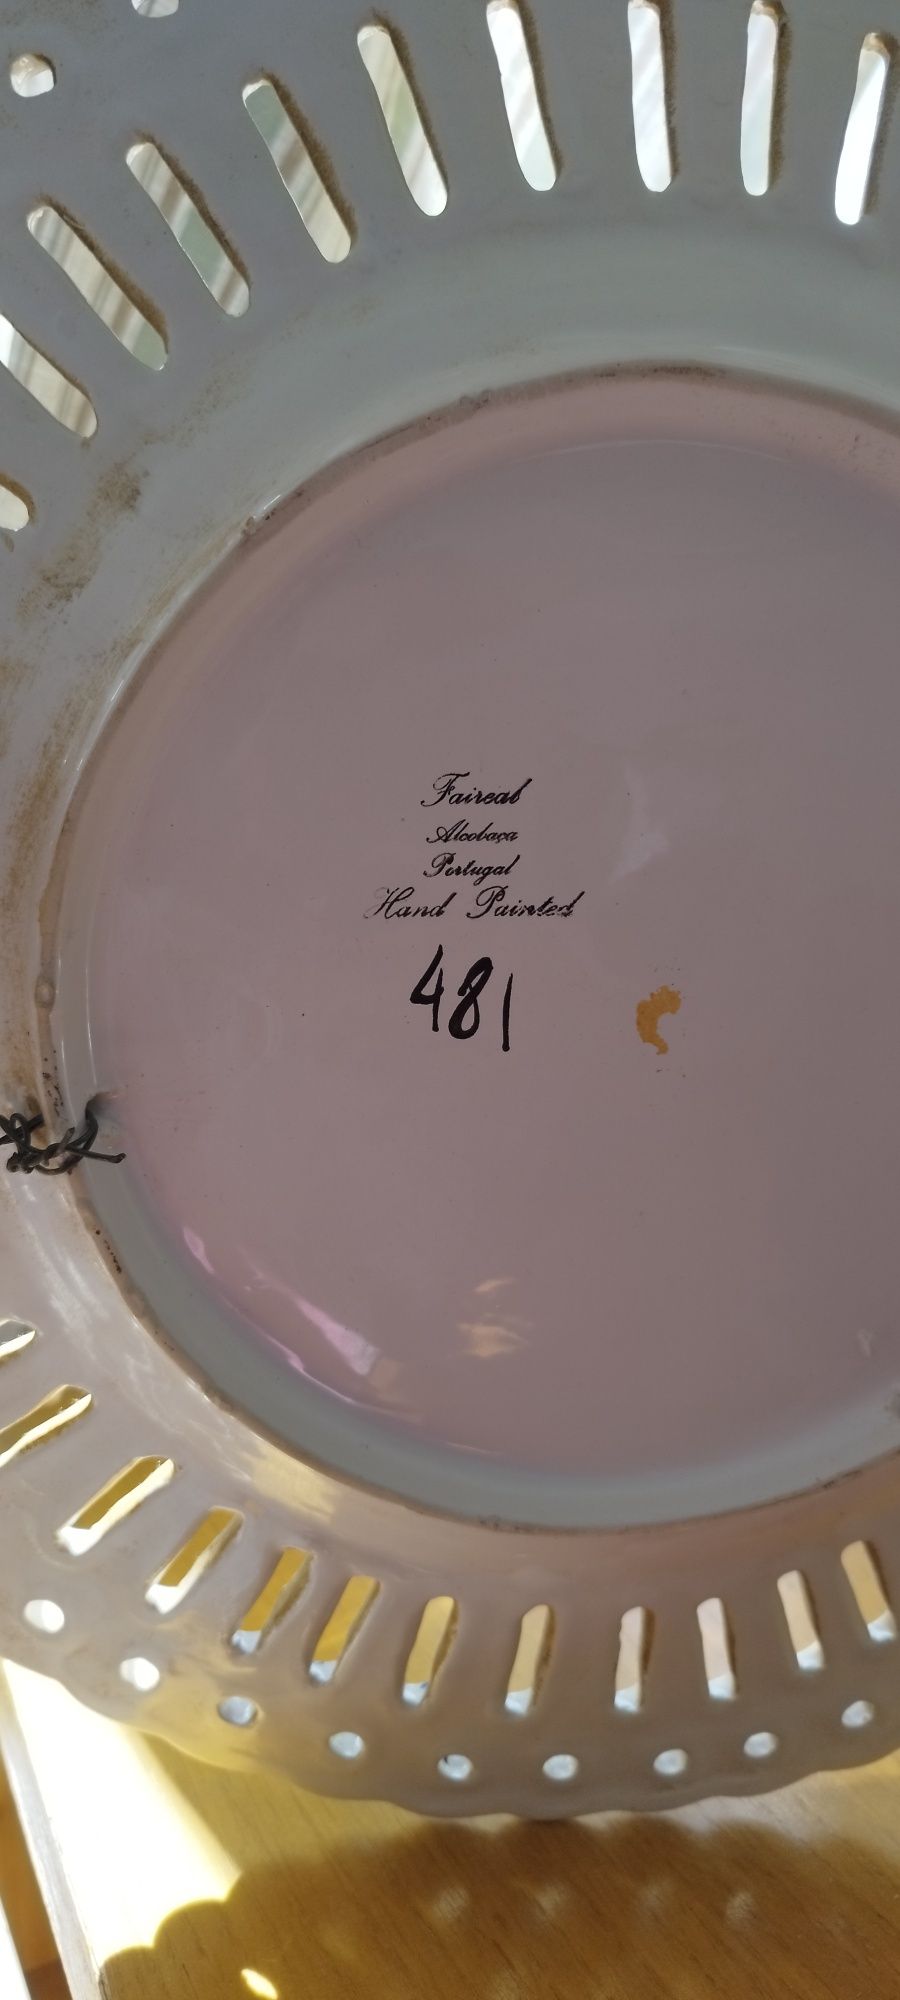 Faireal
Alcobaça
Portugal
Hand Painted
481